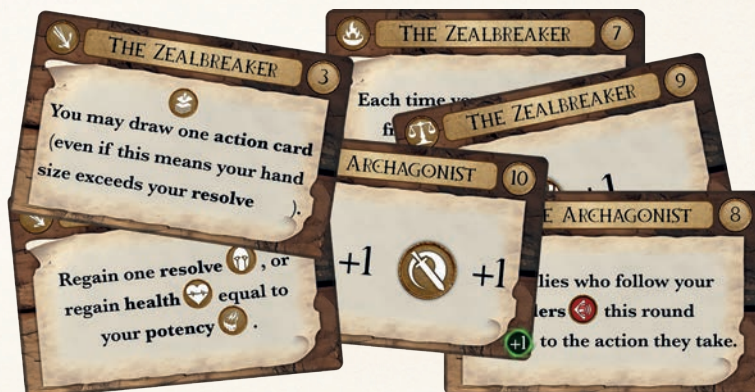 THE ZEALBREAKER 3
You may draw one action card
(even if this means your hand
size exceeds your resolve ).
THE ZEALBREAKER 7
Each time
THE ZEALBREAKER 9
+1
ARCHAGONIST 10
+1 +1
ARCHAGONIST 8
who follow your
this round
+1 to the action they take.
Regain one resolve , or
regain health equal to
your potency .